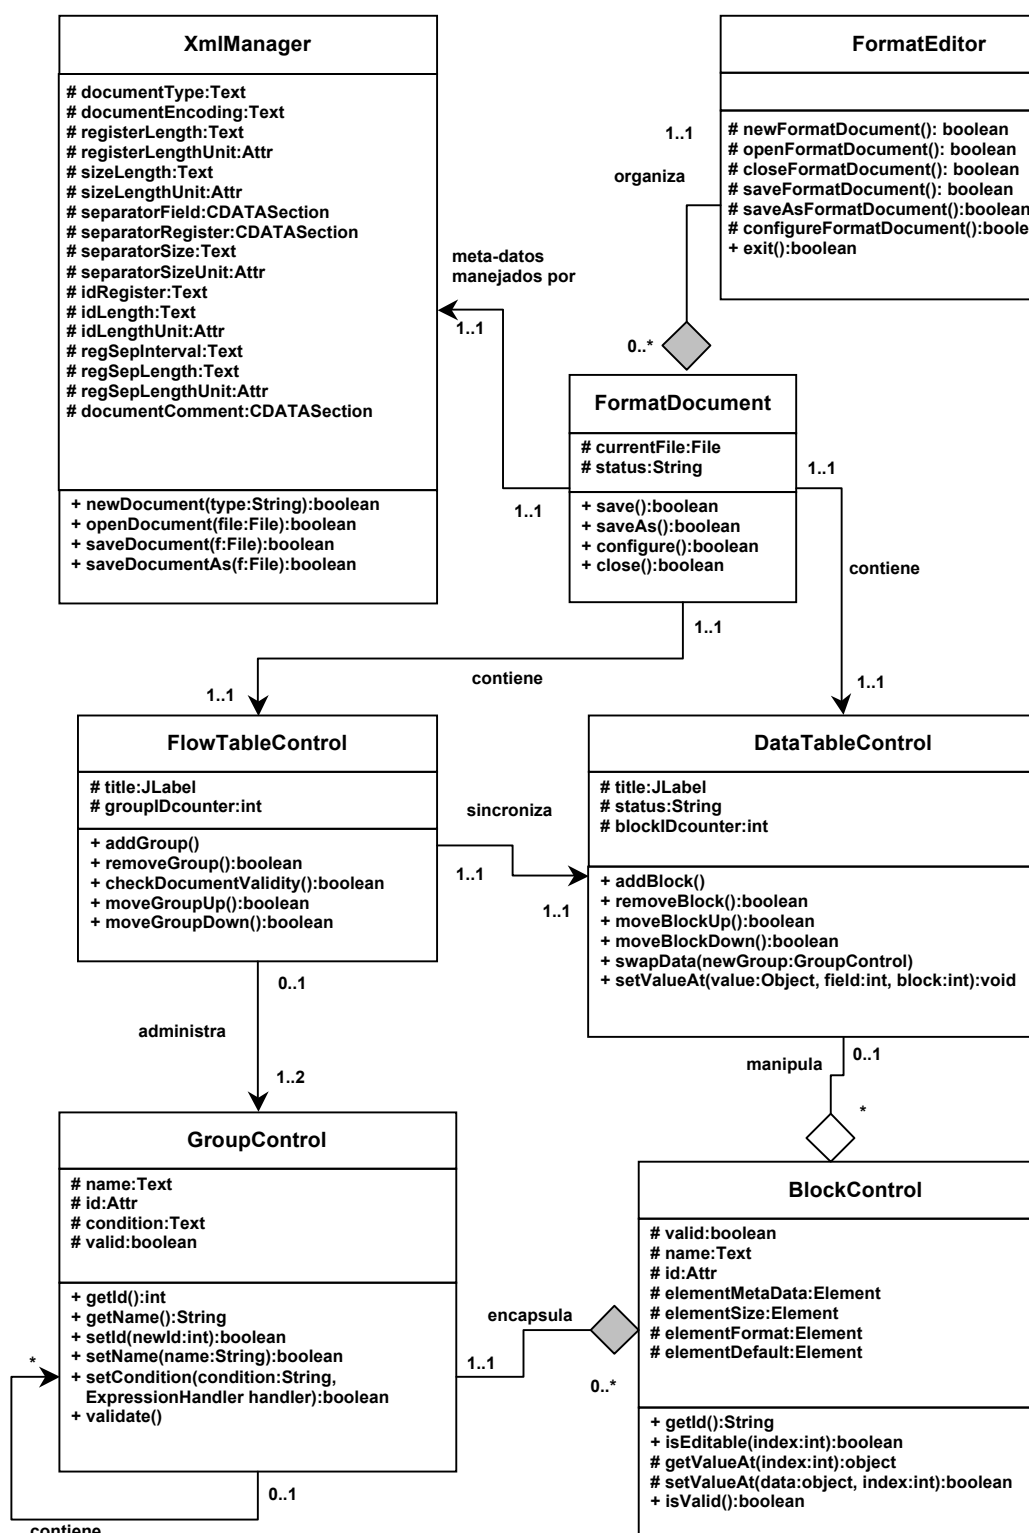 XmlManager
# documentType:Text
# documentEncoding:Text
# registerLength:Text
# registerLengthUnit:Attr
# sizeLength:Text
# sizeLengthUnit:Attr
# separatorField:CDATASection
# separatorRegister:CDATASection
# separatorSize:Text
# separatorSizeUnit:Attr
# idRegister:Text
# idLength:Text
# idLengthUnit:Attr
# regSepInterval:Text
# regSepLength:Text
# regSepLengthUnit:Attr
# documentComment:CDATASection
+ newDocument(type:String):boolean
+ openDocument(file:File):boolean
+ saveDocument(f:File):boolean
+ saveDocumentAs(f:File):boolean
FormatEditor
# newFormatDocument(): boolean
# openFormatDocument(): boolean
# closeFormatDocument(): boolean
# saveFormatDocument(): boolean
# saveAsFormatDocument():boolean
# configureFormatDocument():boole
+ exit():boolean
1..1
organiza
0..*
meta-datos
manejados por
1..1
1..1
FormatDocument
# currentFile:File
# status:String
+ save():boolean
+ saveAs():boolean
+ configure():boolean
+ close():boolean
1..1
contiene
1..1
1..1
contiene
1..1
FlowTableControl
# title:JLabel
# groupIDcounter:int
+ addGroup()
+ removeGroup():boolean
+ checkDocumentValidity():boolean
+ moveGroupUp():boolean
+ moveGroupDown():boolean
sincroniza
1..1
1..1
DataTableControl
# title:JLabel
# status:String
# blockIDcounter:int
+ addBlock()
+ removeBlock():boolean
+ moveBlockUp():boolean
+ moveBlockDown():boolean
+ swapData(newGroup:GroupControl)
+ setValueAt(value:Object, field:int, block:int):void
0..1
administra
1..2
manipula
0..1
*
GroupControl
# name:Text
# id:Attr
# condition:Text
# valid:boolean
+ getId():int
+ getName():String
+ setId(newId:int):boolean
+ setName(name:String):boolean
+ setCondition(condition:String,
ExpressionHandler handler):boolean
+ validate()
encapsula
1..1
0..*
BlockControl
# valid:boolean
# name:Text
# id:Attr
# elementMetaData:Element
# elementSize:Element
# elementFormat:Element
# elementDefault:Element
+ getId():String
+ isEditable(index:int):boolean
# getValueAt(index:int):object
# setValueAt(data:object, index:int):boolean
+ isValid():boolean
*
0..1
contiene